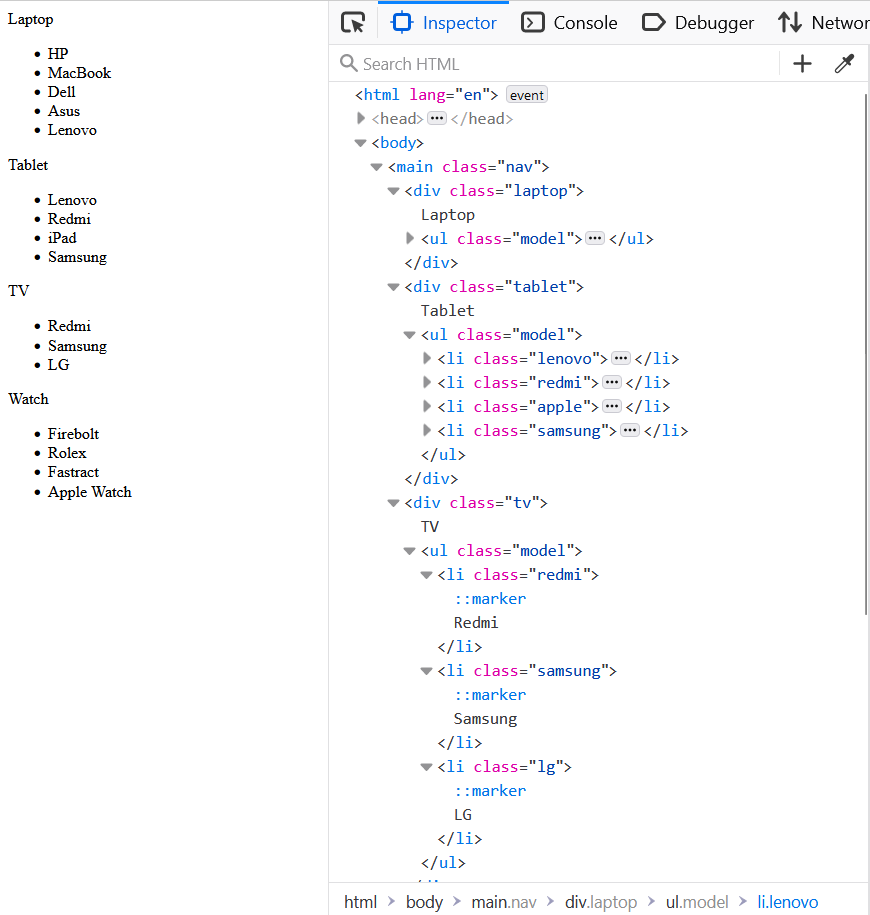 Laptop
HP
MacBook
Dell
Asus
Lenovo
Tablet
Lenovo
Redmi
iPad
Samsung
TV
Redmi
Samsung
LG
Watch
Firebolt
Rolex
Fastract
Apple Watch
Inspector Console Debugger Networ
Search HTML
<html lang="en"> event
<head> ··· </head>
<body>
<main class="nav">
<div class="laptop">
Laptop
<ul class="model"> ··· </ul>
</div>
<div class="tablet">
Tablet
<ul class="model">
<li class="lenovo"> ··· </li>
<li class="redmi"> ··· </li>
<li class="apple"> ··· </li>
<li class="samsung"> ··· </li>
</ul>
</div>
<div class="tv">
TV
<ul class="model">
<li class="redmi">
::marker
Redmi
</li>
<li class="samsung">
::marker
Samsung
</li>
<li class="lg">
::marker
LG
</li>
</ul>
html > body > main.nav > div.laptop > ul.model > li.lenovo